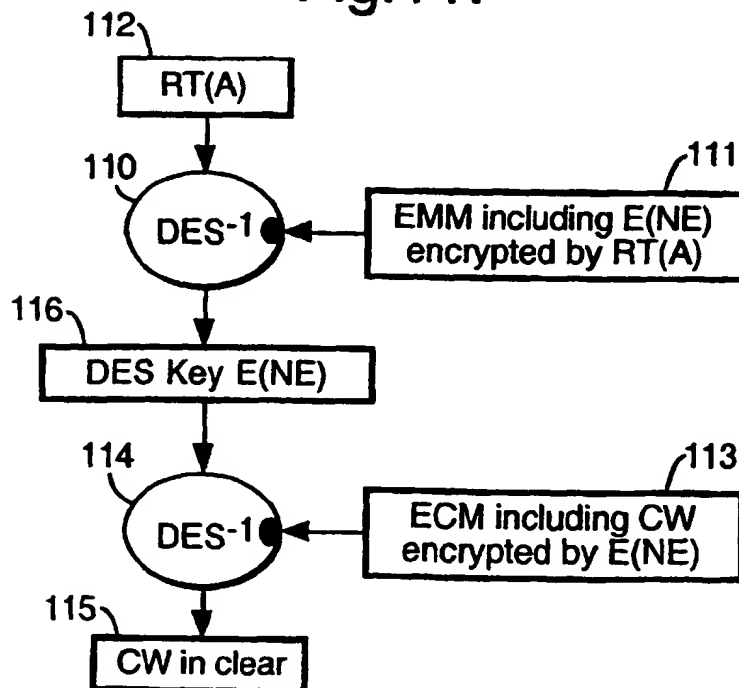 112
RT(A)
110
111
DES-1
EMM including E(NE)
encrypted by RT(A)
116
DES Key E(NE)
114
113
DES-1
ECM including CW
encrypted by E(NE)
115
CW in clear